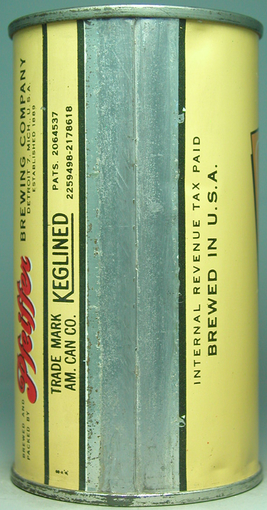 BREWED AND
PACKED BY
Pfeiffer
BREWING COMPANY
DETROIT 7, MICH. U.S.A.
ESTABLISHED 1889
TRADE MARK
AM. CAN CO.
KEGLINED
PATS. 2064537
2259498-2178618
INTERNAL REVENUE TAX PAID
BREWED IN U.S.A.